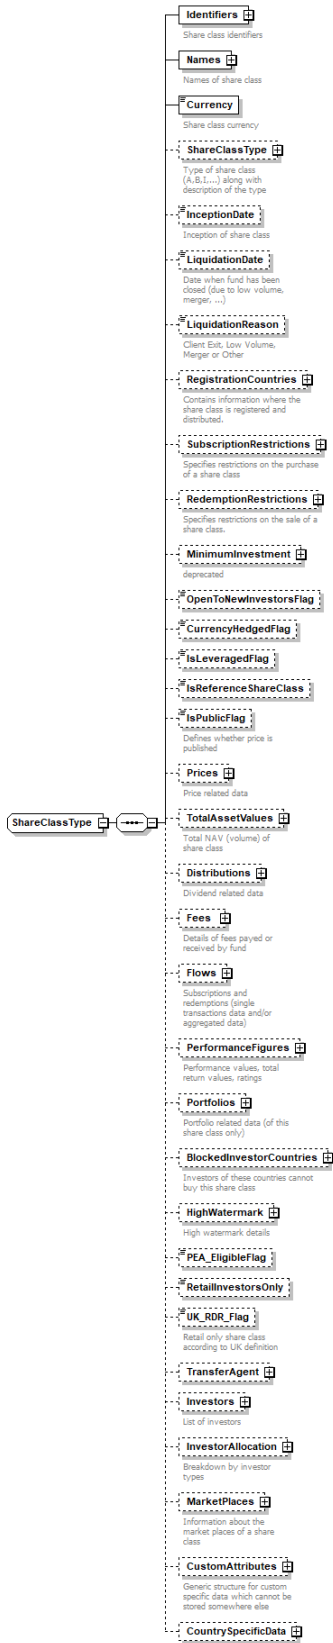 Identifiers
Share class identifiers
Names
Names of share class
Currency
Share class currency
ShareClassType
Type of share class
(A,B,I,...) along with
description of the type
InceptionDate
Inception of share class
LiquidationDate
Date when fund has been
closed (due to low volume,
merger, ...)
LiquidationReason
Client Exit, Low Volume,
Merger or Other
RegistrationCountries
Contains information where the
share class is registered and
distributed.
SubscriptionRestrictions
Specifies restrictions on the purchase
of a share class
RedemptionRestrictions
Specifies restrictions on the sale of a
share class.
MinimumInvestment
deprecated
OpenToNewInvestorsFlag
CurrencyHedgedFlag
IsLeveragedFlag
IsReferenceShareClass
IsPublicFlag
Defines whether price is
published
Prices
Price related data
ShareClassType
TotalAssetValues
Total NAV (volume) of
share class
Distributions
Dividend related data
Fees
Details of fees payed or
received by fund
Flows
Subscriptions and
redemptions (single
transactions data and/or
aggregated data)
PerformanceFigures
Performance values, total
return values, ratings
Portfolios
Portfolio related data (of this
share class only)
BlockedInvestorCountries
Investors of these countries cannot
buy this share class
HighWatermark
High watermark details
PEA_EligibleFlag
RetailInvestorsOnly
UK_RDR_Flag
Retail only share class
according to UK definition
TransferAgent
Investors
List of investors
InvestorAllocation
Breakdown by investor
types
MarketPlaces
Information about the
market places of a share
class
CustomAttributes
Generic structure for custom
specific data which cannot be
stored somewhere else
CountrySpecificData